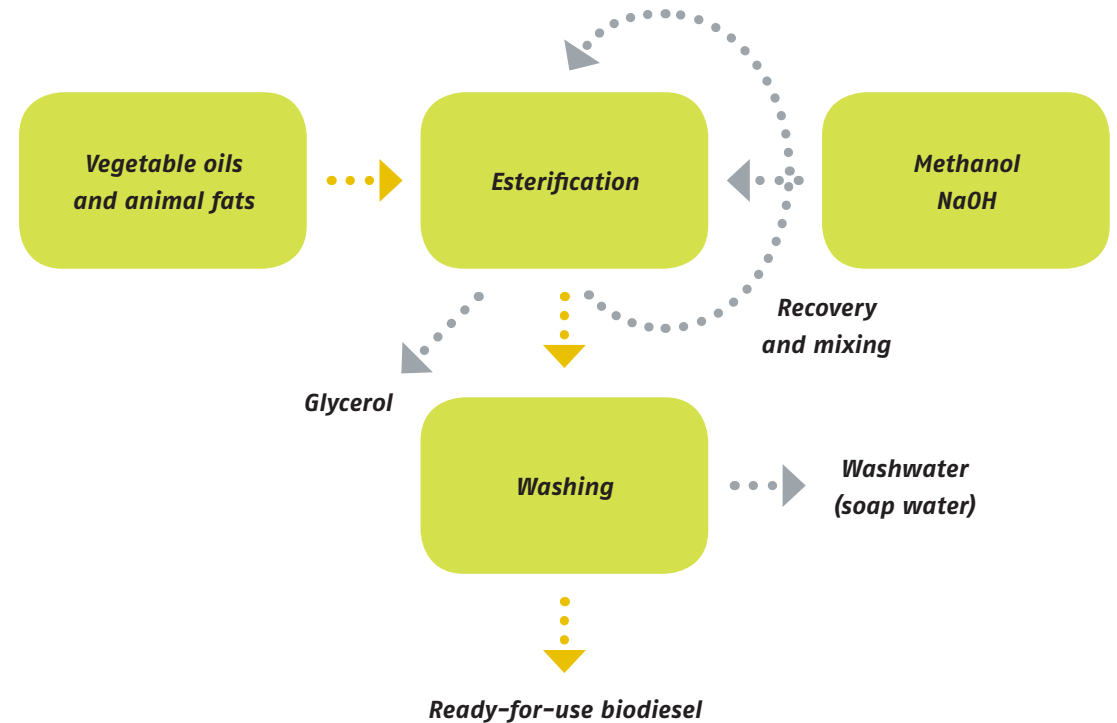 Vegetable oils
and animal fats
Esterification
Methanol
NaOH
Recovery
and mixing
Glycerol
Washing
Washwater
(soap water)
Ready-for-use biodiesel